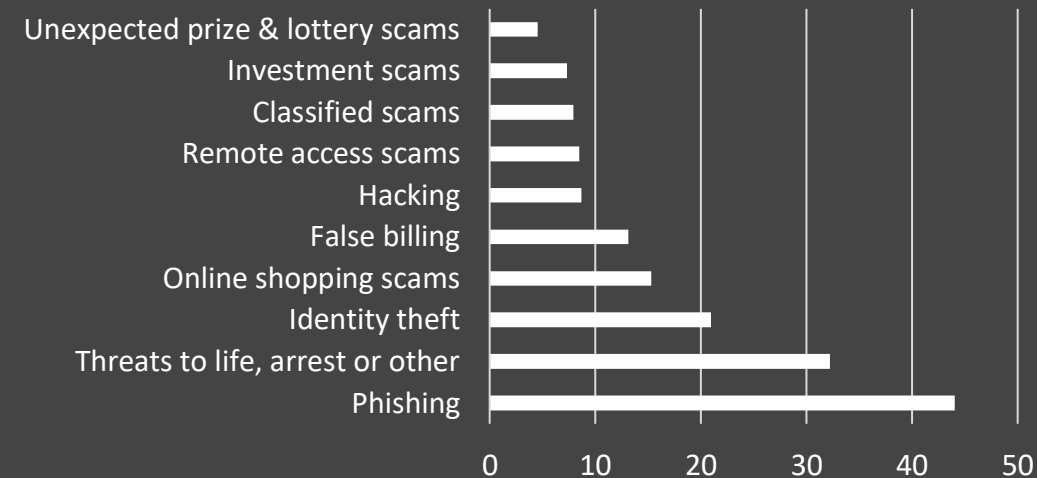 Unexpected prize & lottery scams
Investment scams
Classified scams
Remote access scams
Hacking
False billing
Online shopping scams
Identity theft
Threats to life, arrest or other
Phishing
0 10 20 30 40 50